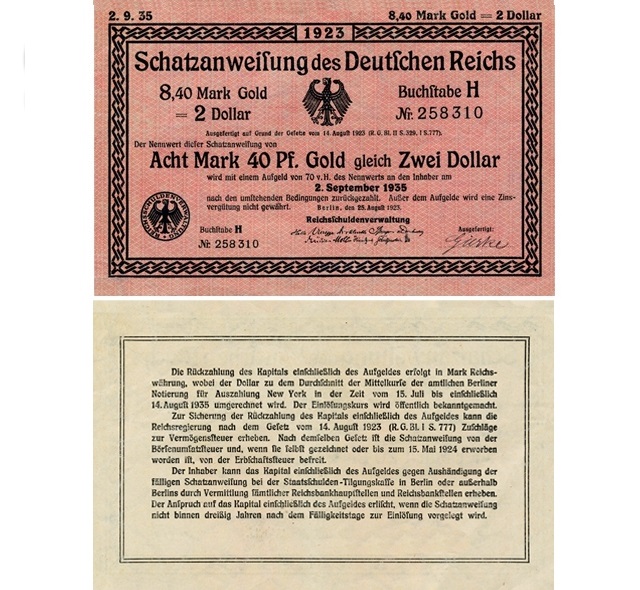 2. 9. 35
8,40 Mark Gold = 2 Dollar
1923
Schatzanweiſung des Deutſchen Reichs
8,40 Mark Gold
= 2 Dollar
Buchſtabe H
№ 258310
Ausgefertigt auf Grund der Geſetze vom 14. Auguſt 1923 (R. G. Bl. II S. 329, I S. 777).
Der Nennwert dieſer Schatzanweiſung von
Acht Mark 40 Pf. Gold gleich Zwei Dollar
wird mit einem Aufgeld von 70 v. H. des Nennwerts an den Inhaber am
2. September 1935
nach den umſtehenden Bedingungen zurückgezahlt. Außer dem Aufgelde wird eine Zins-
vergütung nicht gewährt.
Berlin, den 25. Auguſt 1923.
Reichsſchuldenverwaltung
REICHSSCHULDENVERWALTUNG
Buchſtabe H
№ 258310
Ausgefertigt:
Gurke
Die Rückzahlung des Kapitals einſchließlich des Aufgeldes erfolgt in Mark Reichs-
währung, wobei der Dollar zu dem Durchſchnitt der Mittelkurſe der amtlichen Berliner
Notierung für Auszahlung New York in der Zeit vom 15. Juli bis einſchließlich
14. Auguſt 1935 umgerechnet wird. Der Einlöſungskurs wird öffentlich bekanntgemacht.
Zur Sicherung der Rückzahlung des Kapitals einſchließlich des Aufgeldes kann die
Reichsregierung nach dem Geſetz vom 14. Auguſt 1923 (R. G. Bl. I S. 777) Zuſchläge
zur Vermögensſteuer erheben. Nach demſelben Geſetz iſt die Schatzanweiſung von der
Börſenumſatzſteuer und, wenn ſie ſelbſt gezeichnet oder bis zum 15. Mai 1924 erworben
worden iſt, von der Erbſchaftsſteuer befreit.
Der Inhaber kann das Kapital einſchließlich des Aufgeldes gegen Aushändigung der
fälligen Schatzanweiſung bei der Staatsſchulden-Tilgungskaſſe in Berlin oder außerhalb
Berlins durch Vermittlung ſämtlicher Reichsbankhauptſtellen und Reichsbankſtellen erheben.
Der Anſpruch auf das Kapital einſchließlich des Aufgeldes erliſcht, wenn die Schatzanweiſung
nicht binnen dreißig Jahren nach dem Fälligkeitstage zur Einlöſung vorgelegt wird.